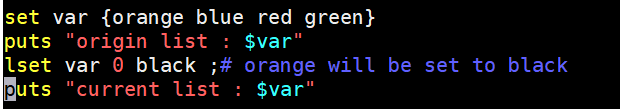 set var {orange blue red green}
puts "origin list : $var"
lset var 0 black ;# orange will be set to black
puts "current list : $var"